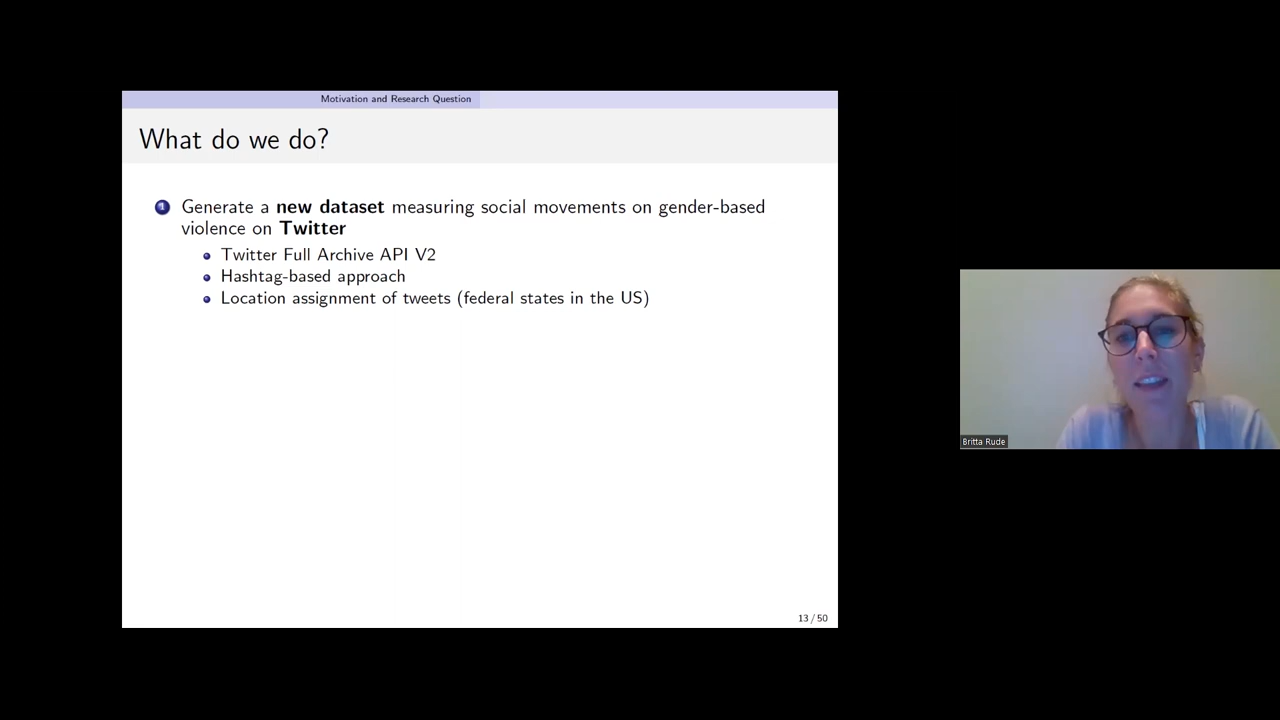 Motivation and Research Question
What do we do?
1 Generate a new dataset measuring social movements on gender-based
violence on Twitter
Twitter Full Archive API V2
Hashtag-based approach
Location assignment of tweets (federal states in the US)
13 / 50
Britta Rude